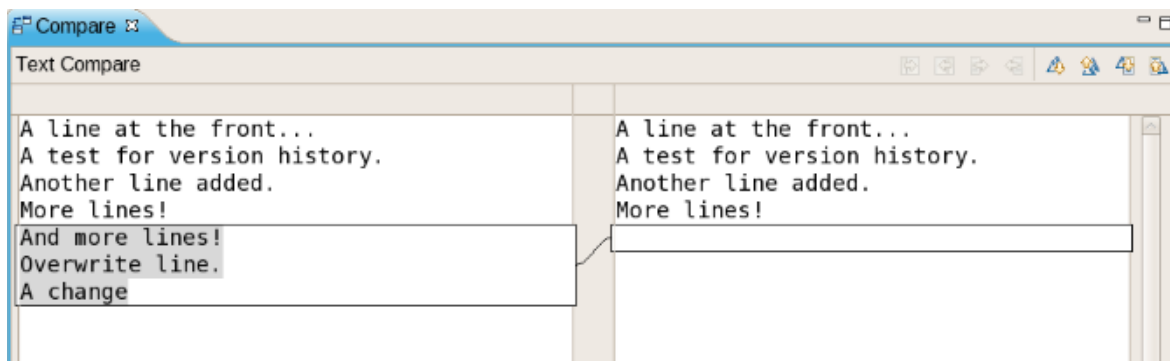 Compare
Text Compare
A line at the front...
A test for version history.
Another line added.
More lines!
And more lines!
Overwrite line.
A change
A line at the front...
A test for version history.
Another line added.
More lines!